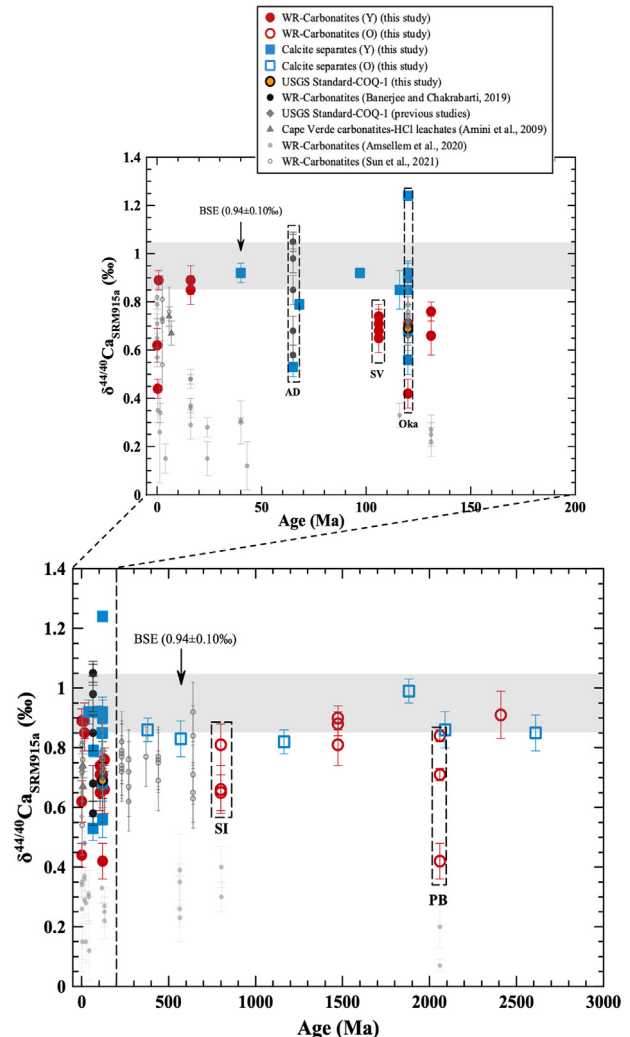 WR-Carbonatites (Y) (this study)
WR-Carbonatites (O) (this study)
Calcite separates (Y) (this study)
Calcite separates (O) (this study)
USGS Standard-COQ-1 (this study)
WR-Carbonatites (Banerjee and Chakrabarti, 2019)
USGS Standard-COQ-1 (previous studies)
Cape Verde carbonatites-HCl leachates (Amini et al., 2009)
WR-Carbonatites (Amsellem et al., 2020)
WR-Carbonatites (Sun et al., 2021)
1.4
1.2
1
0.8
0.6
0.4
0.2
0
δ44/40CaSRM915a (‰)
BSE (0.94±0.10‰)
AD
SV
Oka
0 50 100 150 200
Age (Ma)
1.4
1.2
1
0.8
0.6
0.4
0.2
0
δ44/40CaSRM915a (‰)
BSE (0.94±0.10‰)
SI
PB
0 500 1000 1500 2000 2500 3000
Age (Ma)